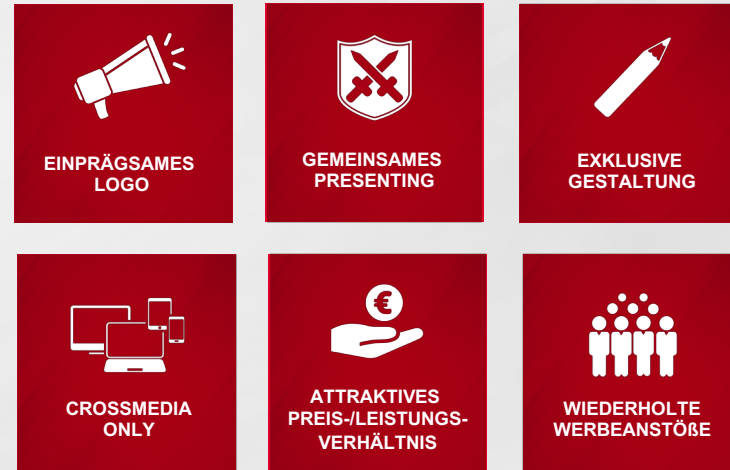 EINPRÄGSAMES
LOGO
GEMEINSAMES
PRESENTING
EXKLUSIVE
GESTALTUNG
CROSSMEDIA
ONLY
€
ATTRAKTIVES
PREIS-/LEISTUNGS-
VERHÄLTNIS
WIEDERHOLTE
WERBEANSTÖßE